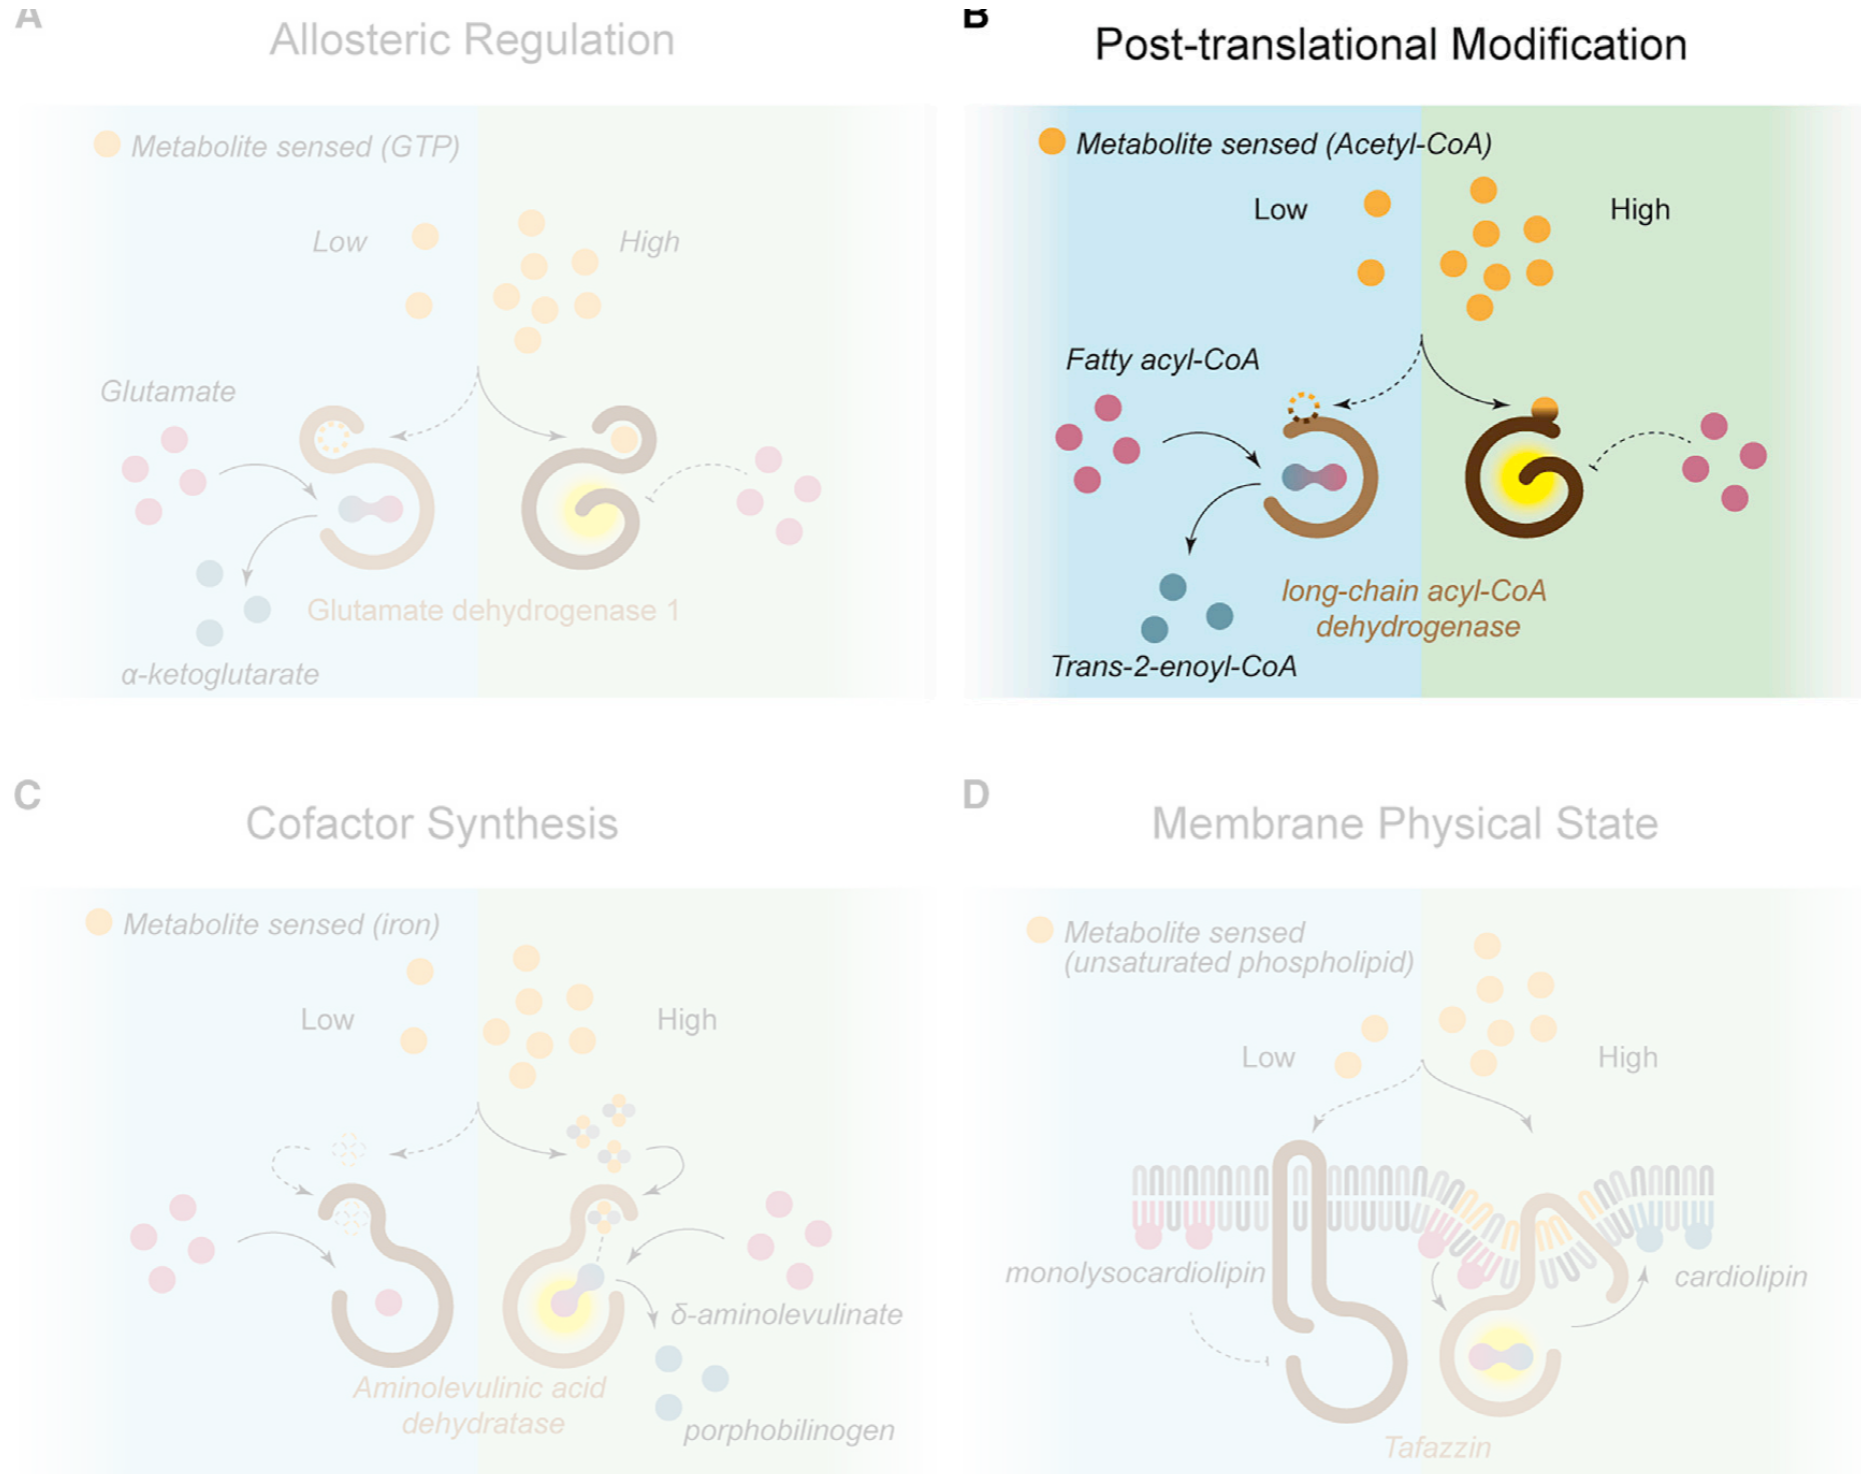 A
Allosteric Regulation
Metabolite sensed (GTP)
Low
High
Glutamate
Glutamate dehydrogenase 1
α-ketoglutarate
B
Post-translational Modification
Metabolite sensed (Acetyl-CoA)
Low
High
Fatty acyl-CoA
long-chain acyl-CoA
dehydrogenase
Trans-2-enoyl-CoA
C
Cofactor Synthesis
Metabolite sensed (iron)
Low
High
δ-aminolevulinate
Aminolevulinic acid
dehydratase
porphobilinogen
D
Membrane Physical State
Metabolite sensed
(unsaturated phospholipid)
Low
High
monolysocardiolipin
cardiolipin
Tafazzin